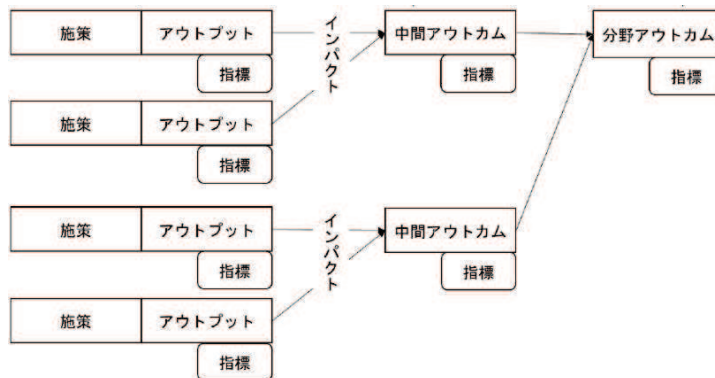 施策 アウトプット
インパクト
中間アウトカム
分野アウトカム
指標
指標
指標
施策 アウトプット
指標
施策 アウトプット
インパクト
中間アウトカム
指標
指標
施策 アウトプット
指標